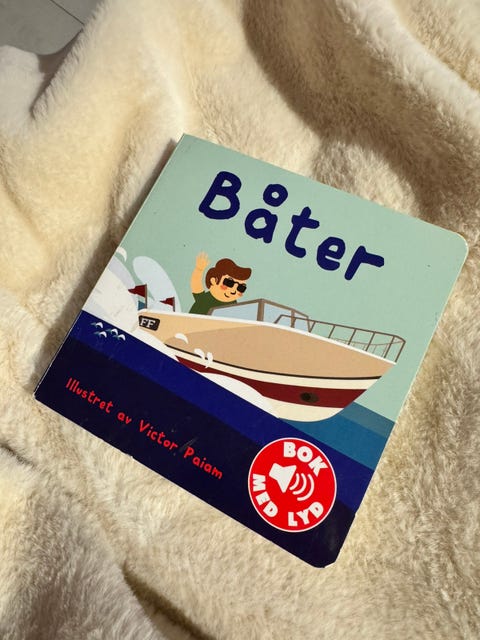 Båter
FF
Illustret av Victor Paiam
BOK
MED LYD